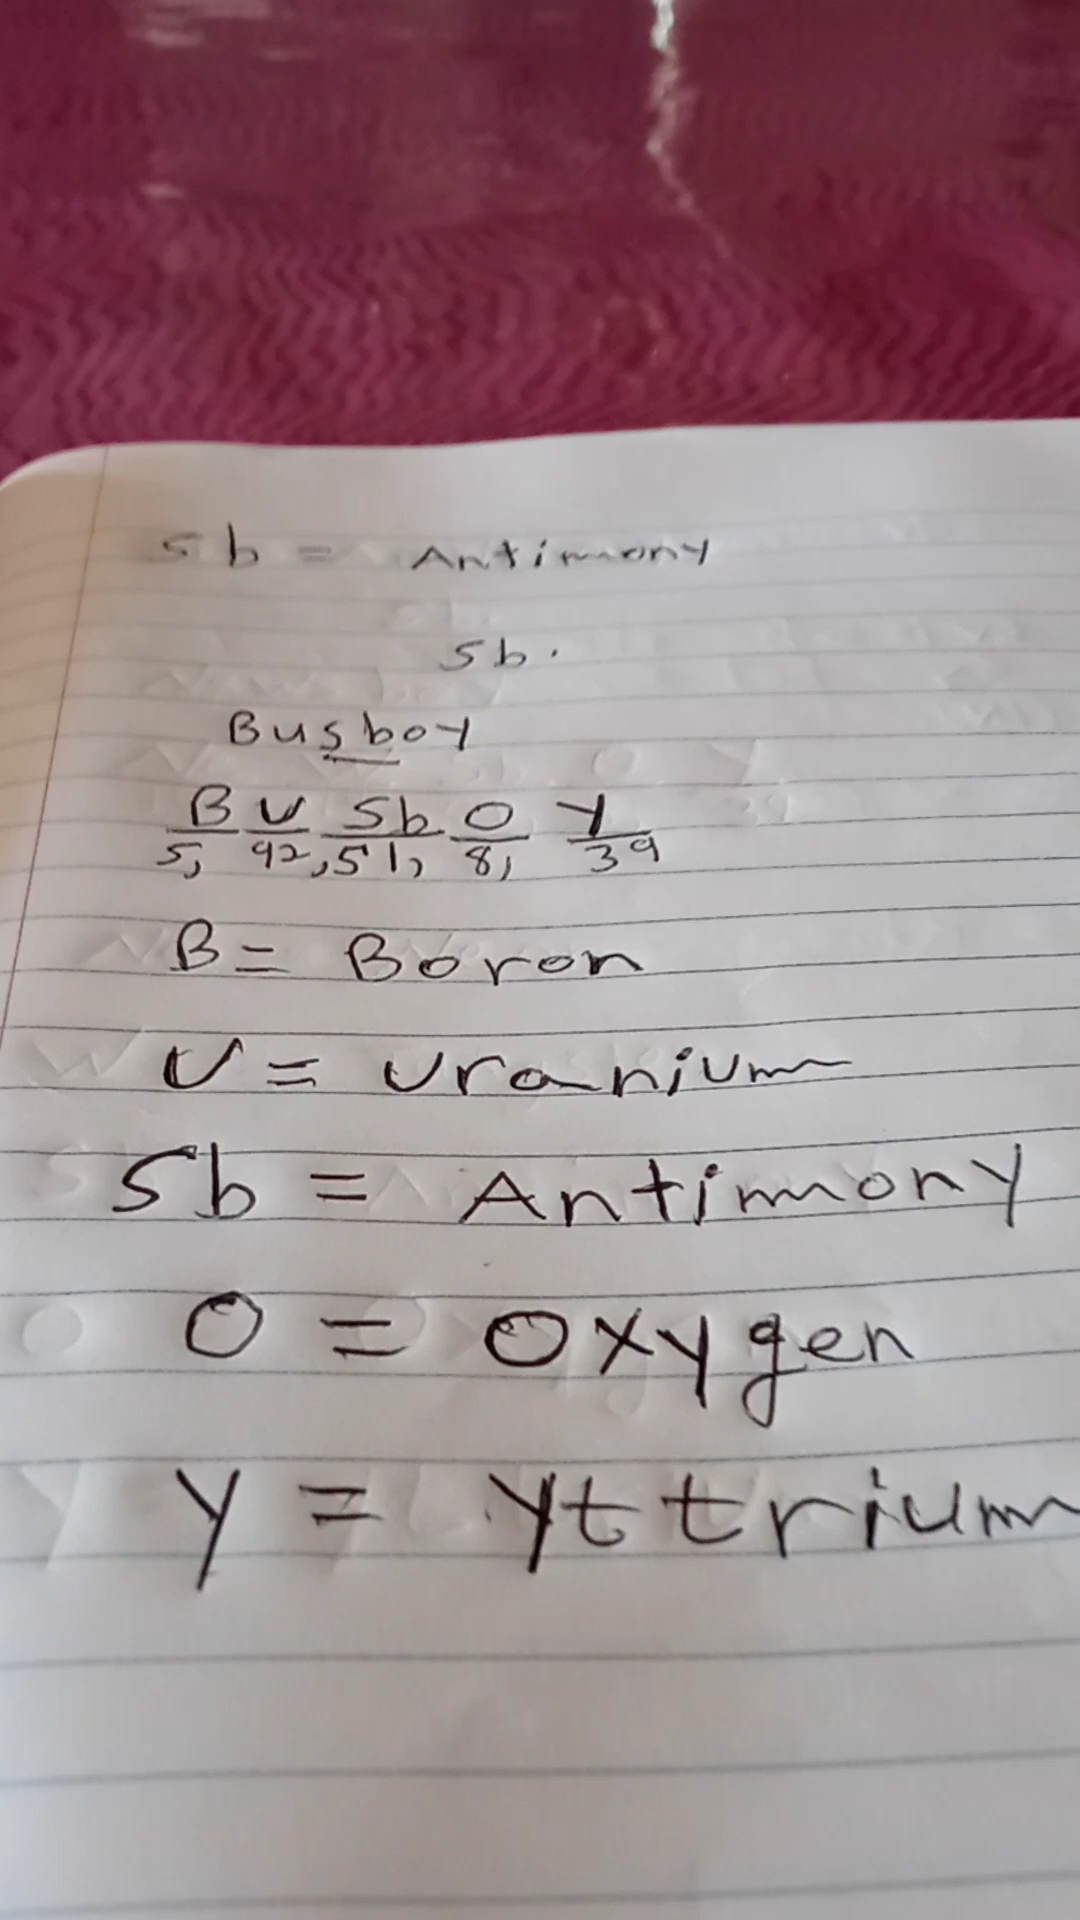 Sb = Antimony
Sb.
Busboy
B U Sb O Y
5, 92, 51, 8, 39
B = Boron
U = Uranium
Sb = Antimony
O = Oxygen
Y = Yttrium